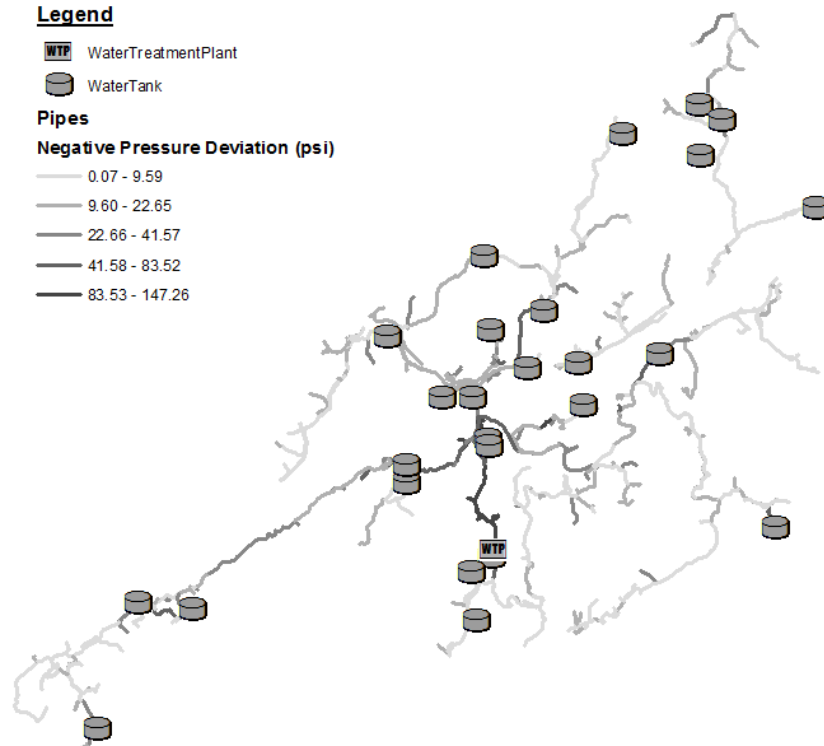 Legend
WTP WaterTreatmentPlant
WaterTank
Pipes
Negative Pressure Deviation (psi)
0.07 - 9.59
9.60 - 22.65
22.66 - 41.57
41.58 - 83.52
83.53 - 147.26
WTP